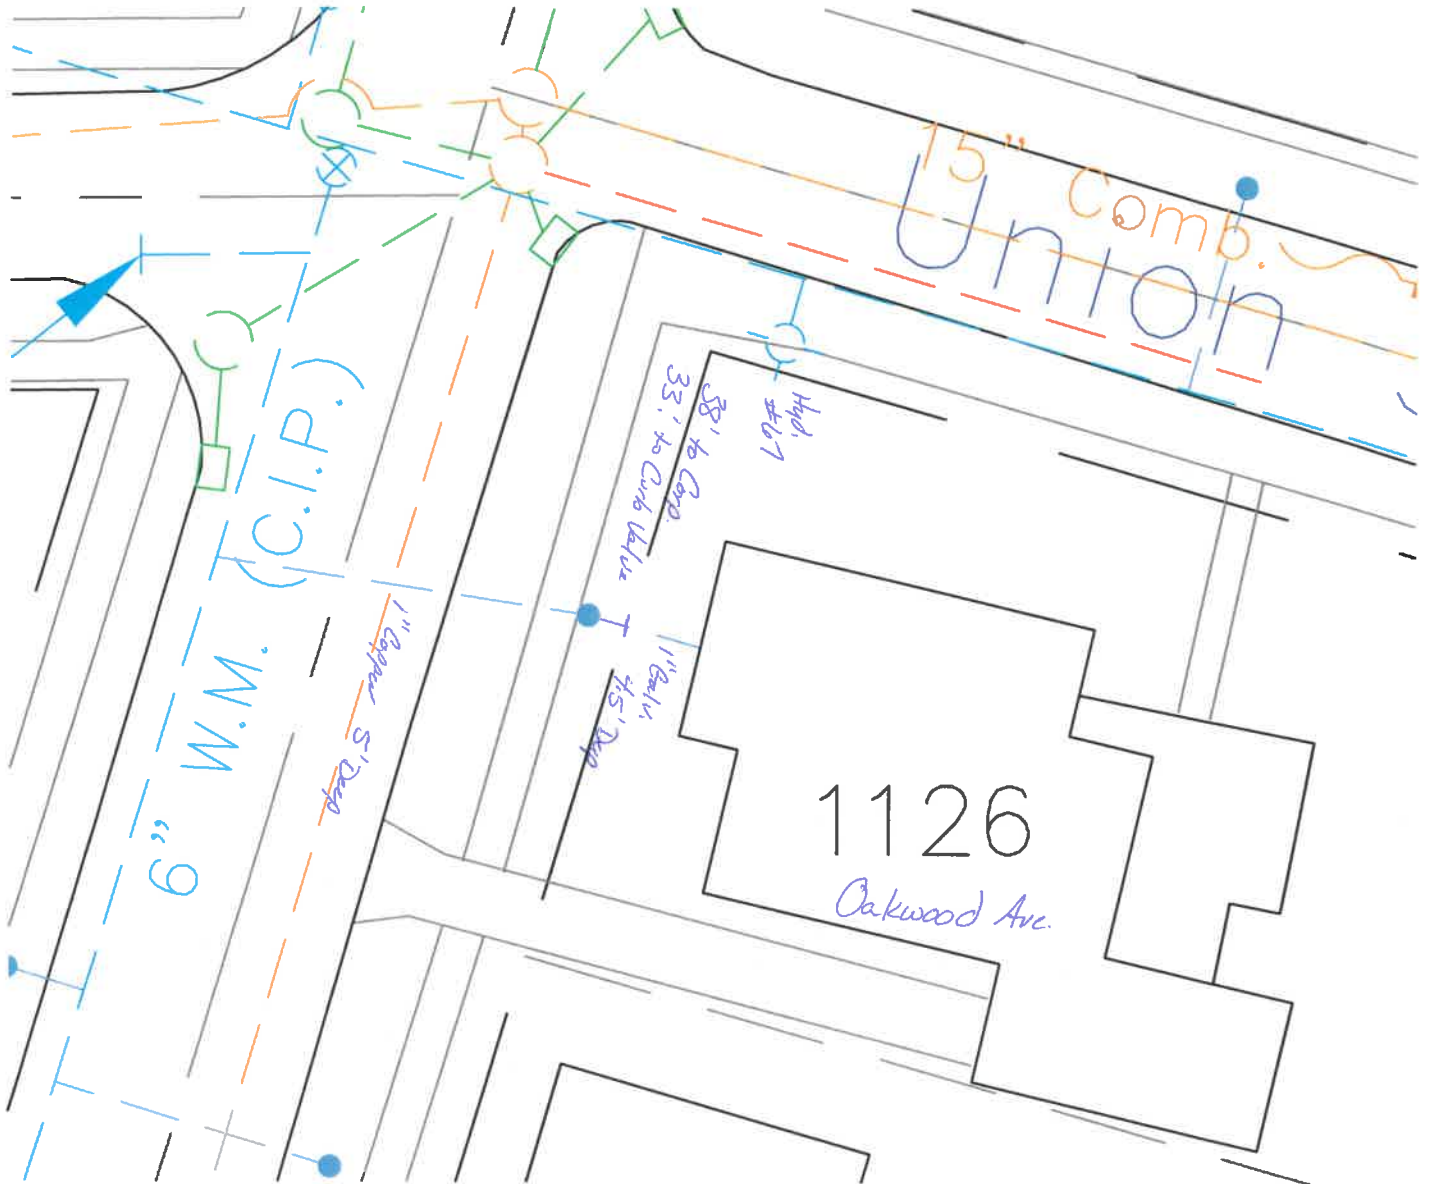 15" Comb.
Union
Hyd.
#67
38' to Corp.
33' to Curb Valve
6" W.M. (C.I.P.)
1" Copper 5' Deep
T
1" Galv.
4.5' Deep
1126
Oakwood Ave.